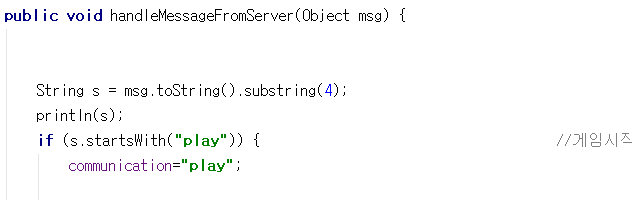 public void handleMessageFromServer(Object msg) {
String s = msg.toString().substring(4);
println(s);
if (s.startsWith("play")) { //게임시작
communication="play";